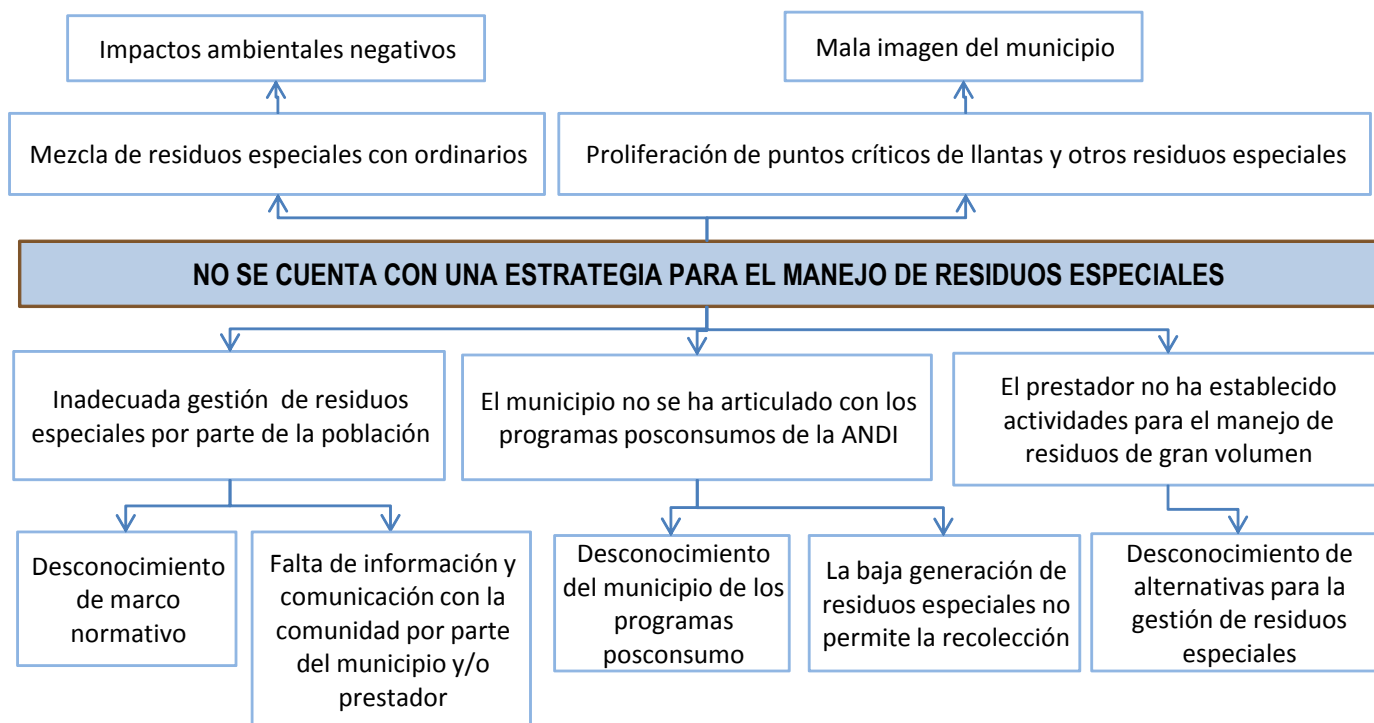 Impactos ambientales negativos
Mala imagen del municipio
Mezcla de residuos especiales con ordinarios
Proliferación de puntos críticos de llantas y otros residuos especiales
NO SE CUENTA CON UNA ESTRATEGIA PARA EL MANEJO DE RESIDUOS ESPECIALES
Inadecuada gestión de residuos
especiales por parte de la población
El municipio no se ha articulado con los
programas posconsumos de la ANDI
El prestador no ha establecido
actividades para el manejo de
residuos de gran volumen
Desconocimiento
de marco
normativo
Falta de información y
comunicación con la
comunidad por parte
del municipio y/o
prestador
Desconocimiento
del municipio de los
programas
posconsumo
La baja generación de
residuos especiales no
permite la recolección
Desconocimiento de
alternativas para la
gestión de residuos
especiales